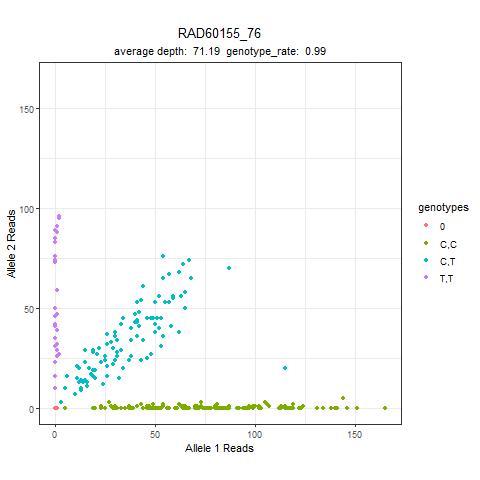 RAD60155_76
average depth: 71.19 genotype_rate: 0.99
150
100
50
0
Allele 2 Reads
0 50 100 150
Allele 1 Reads
genotypes
0
C,C
C,T
T,T